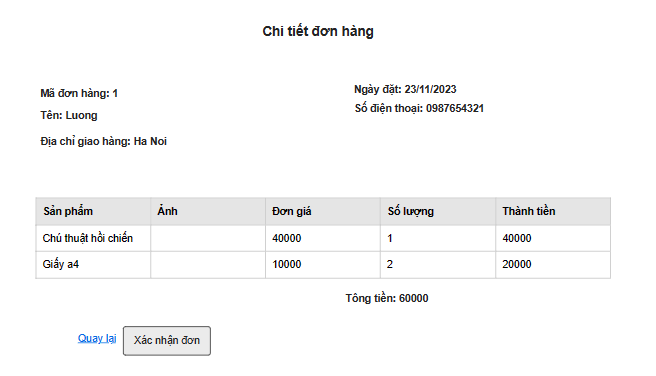 Chi tiết đơn hàng
Mã đơn hàng: 1
Ngày đặt: 23/11/2023
Tên: Luong
Số điện thoại: 0987654321
Địa chỉ giao hàng: Ha Noi
Sản phẩm Ảnh Đơn giá Số lượng Thành tiền
Chú thuật hồi chiến 40000 1 40000
Giấy a4 10000 2 20000
Tông tiền: 60000
Quay lại Xác nhận đơn